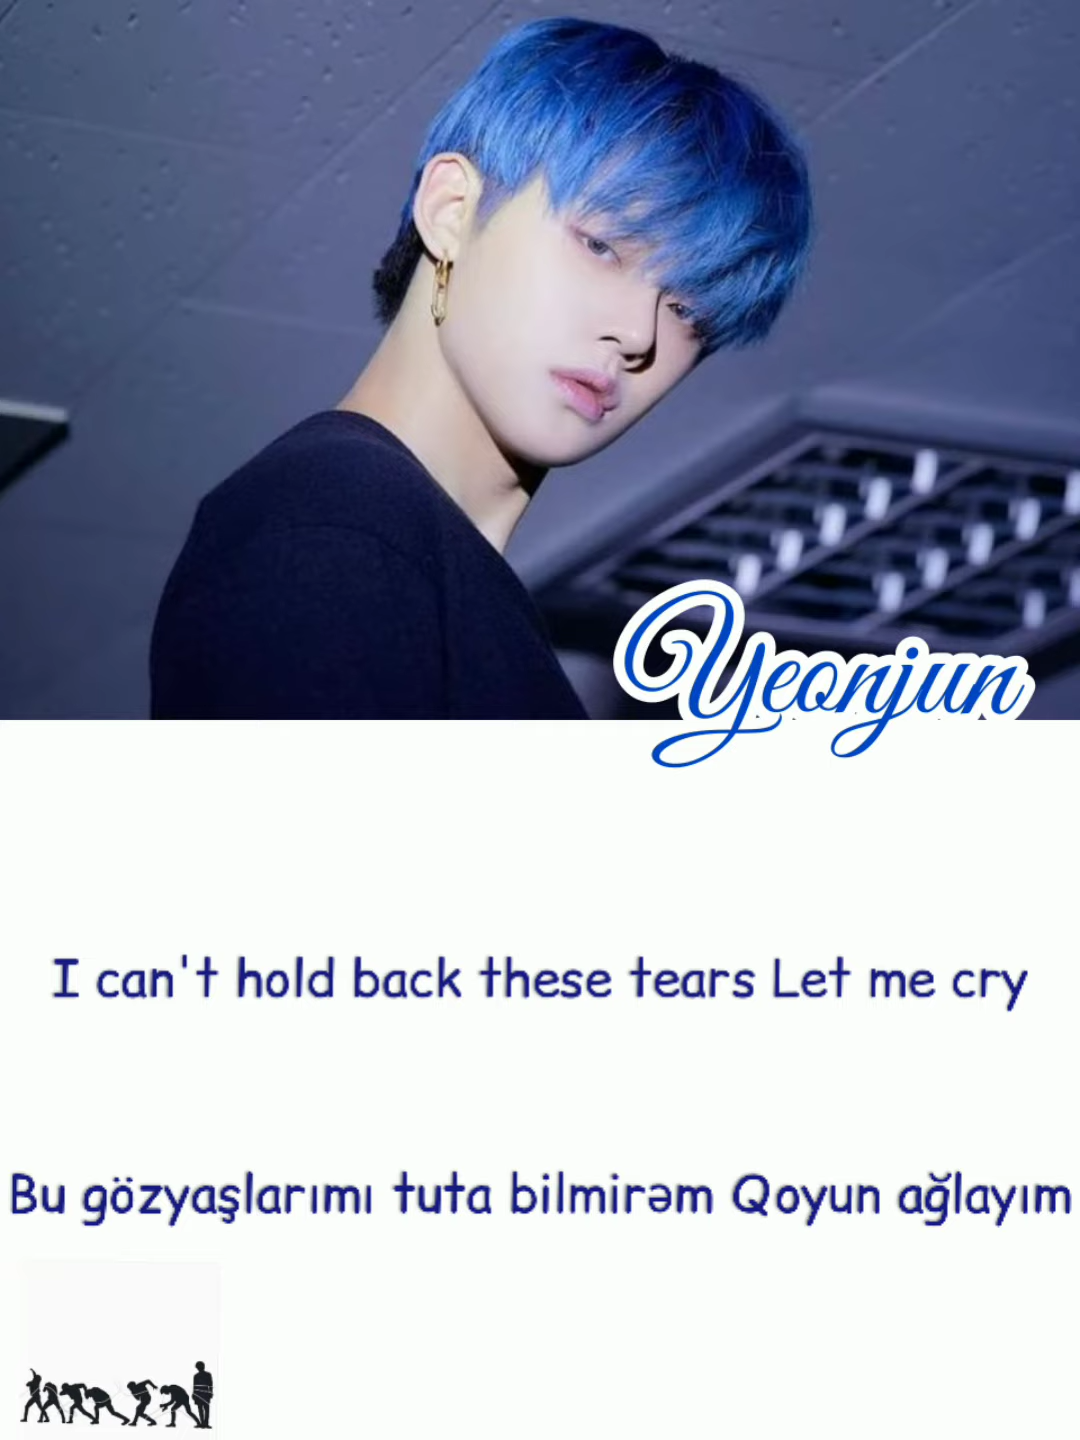 Yeonjun
I can't hold back these tears Let me cry
Bu gözyaşlarımı tuta bilmirəm Qoyun ağlayım